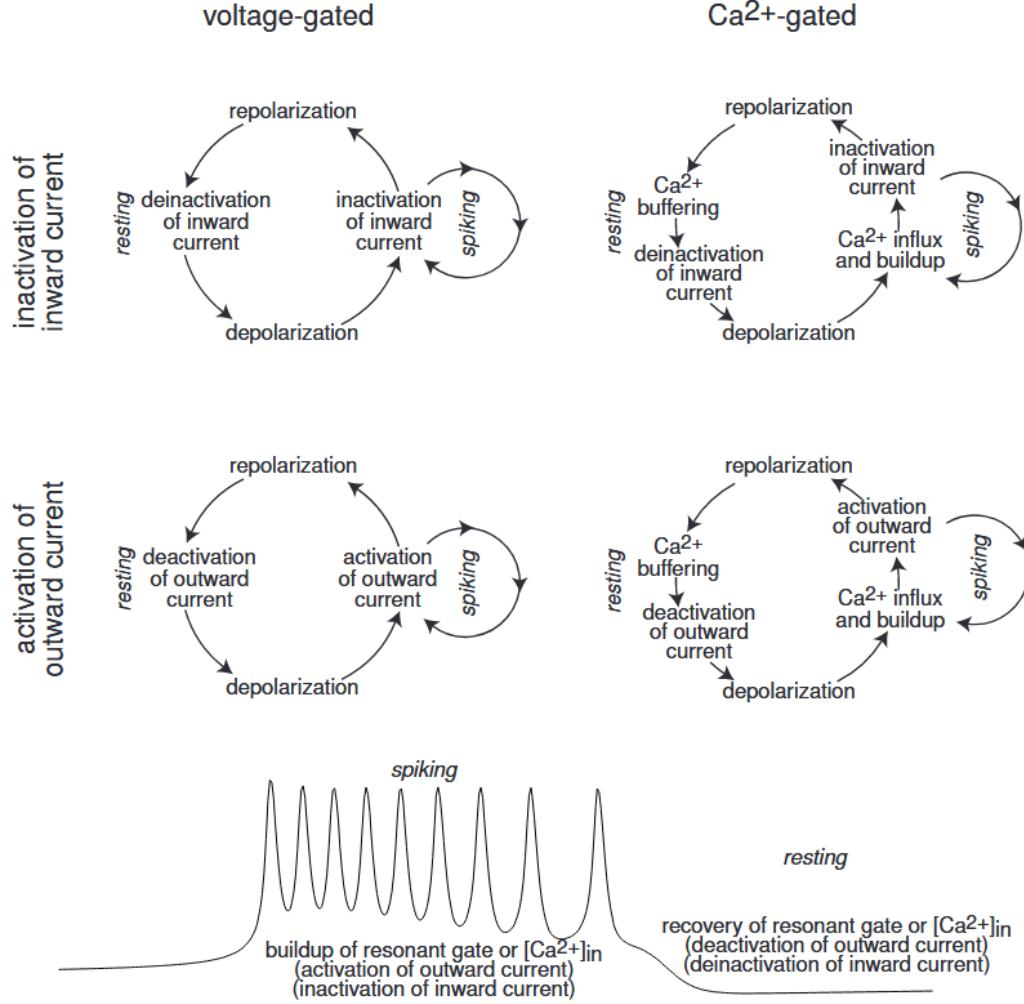 voltage-gated
Ca2+-gated
inactivation of
inward current
repolarization
resting
deinactivation
of inward
current
inactivation
of inward
current
spiking
depolarization
repolarization
resting
Ca2+
buffering
deinactivation
of inward
current
inactivation
of inward
current
Ca2+ influx
and buildup
spiking
depolarization
activation of
outward current
repolarization
resting
deactivation
of outward
current
activation
of outward
current
spiking
depolarization
repolarization
resting
Ca2+
buffering
deactivation
of outward
current
activation
of outward
current
Ca2+ influx
and buildup
spiking
depolarization
spiking
buildup of resonant gate or [Ca2+]in
(activation of outward current)
(inactivation of inward current)
resting
recovery of resonant gate or [Ca2+]in
(deactivation of outward current)
(deinactivation of inward current)